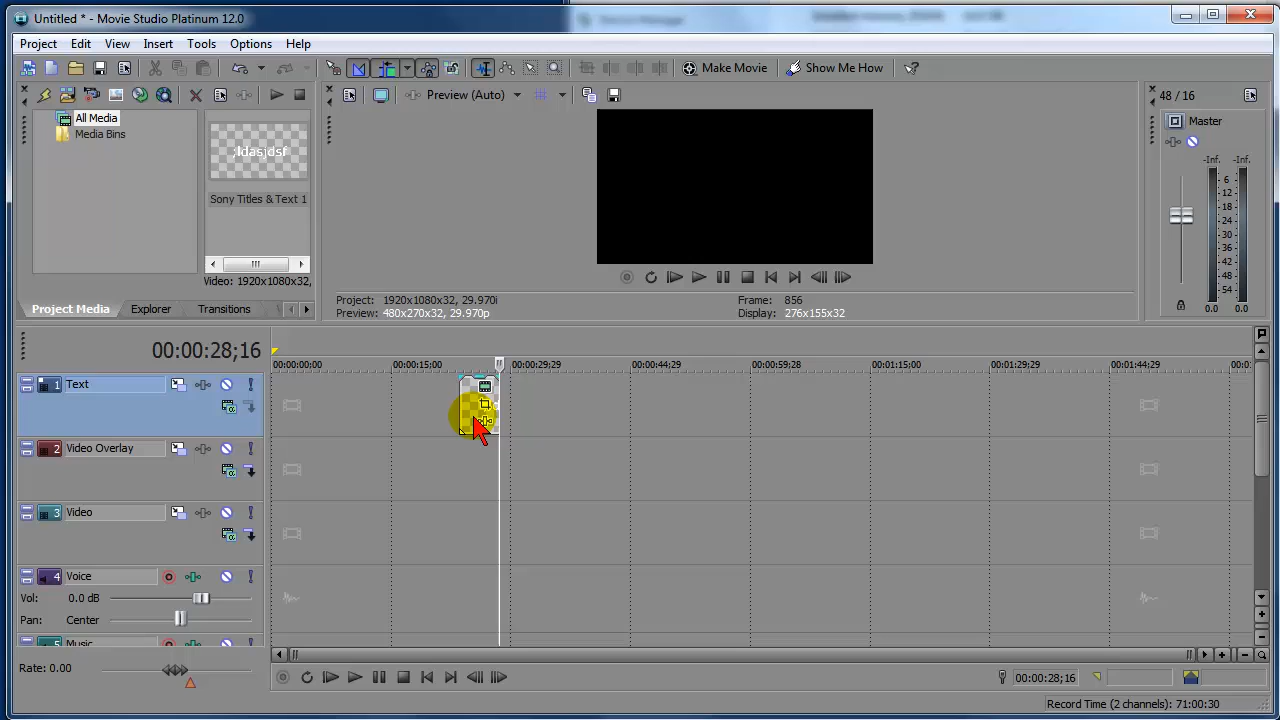 Untitled * - Movie Studio Platinum 12.0
Project Edit View Insert Tools Options Help
Make Movie Show Me How
Preview (Auto)
48 / 16
All Media
Media Bins
;ldasjdsf
Sony Titles & Text 1
Video: 1920x1080x32,
Master
-Inf. -Inf.
6
12
18
24
30
36
42
48
54
0.0 0.0
Project Media Explorer Transitions
Project: 1920x1080x32, 29.970i
Preview: 480x270x32, 29.970p
Frame: 856
Display: 276x155x32
00:00:28;16
00:00:00;00 00:00:15;00 00:00:29;29 00:00:44;29 00:00:59;28 00:01:15;00 00:01:29;29 00:01:44;29 00:0
1 Text
2 Video Overlay
3 Video
4 Voice
Vol: 0.0 dB
Pan: Center
5 Music
Rate: 0.00
00:00:28;16
Record Time (2 channels): 71:00:30